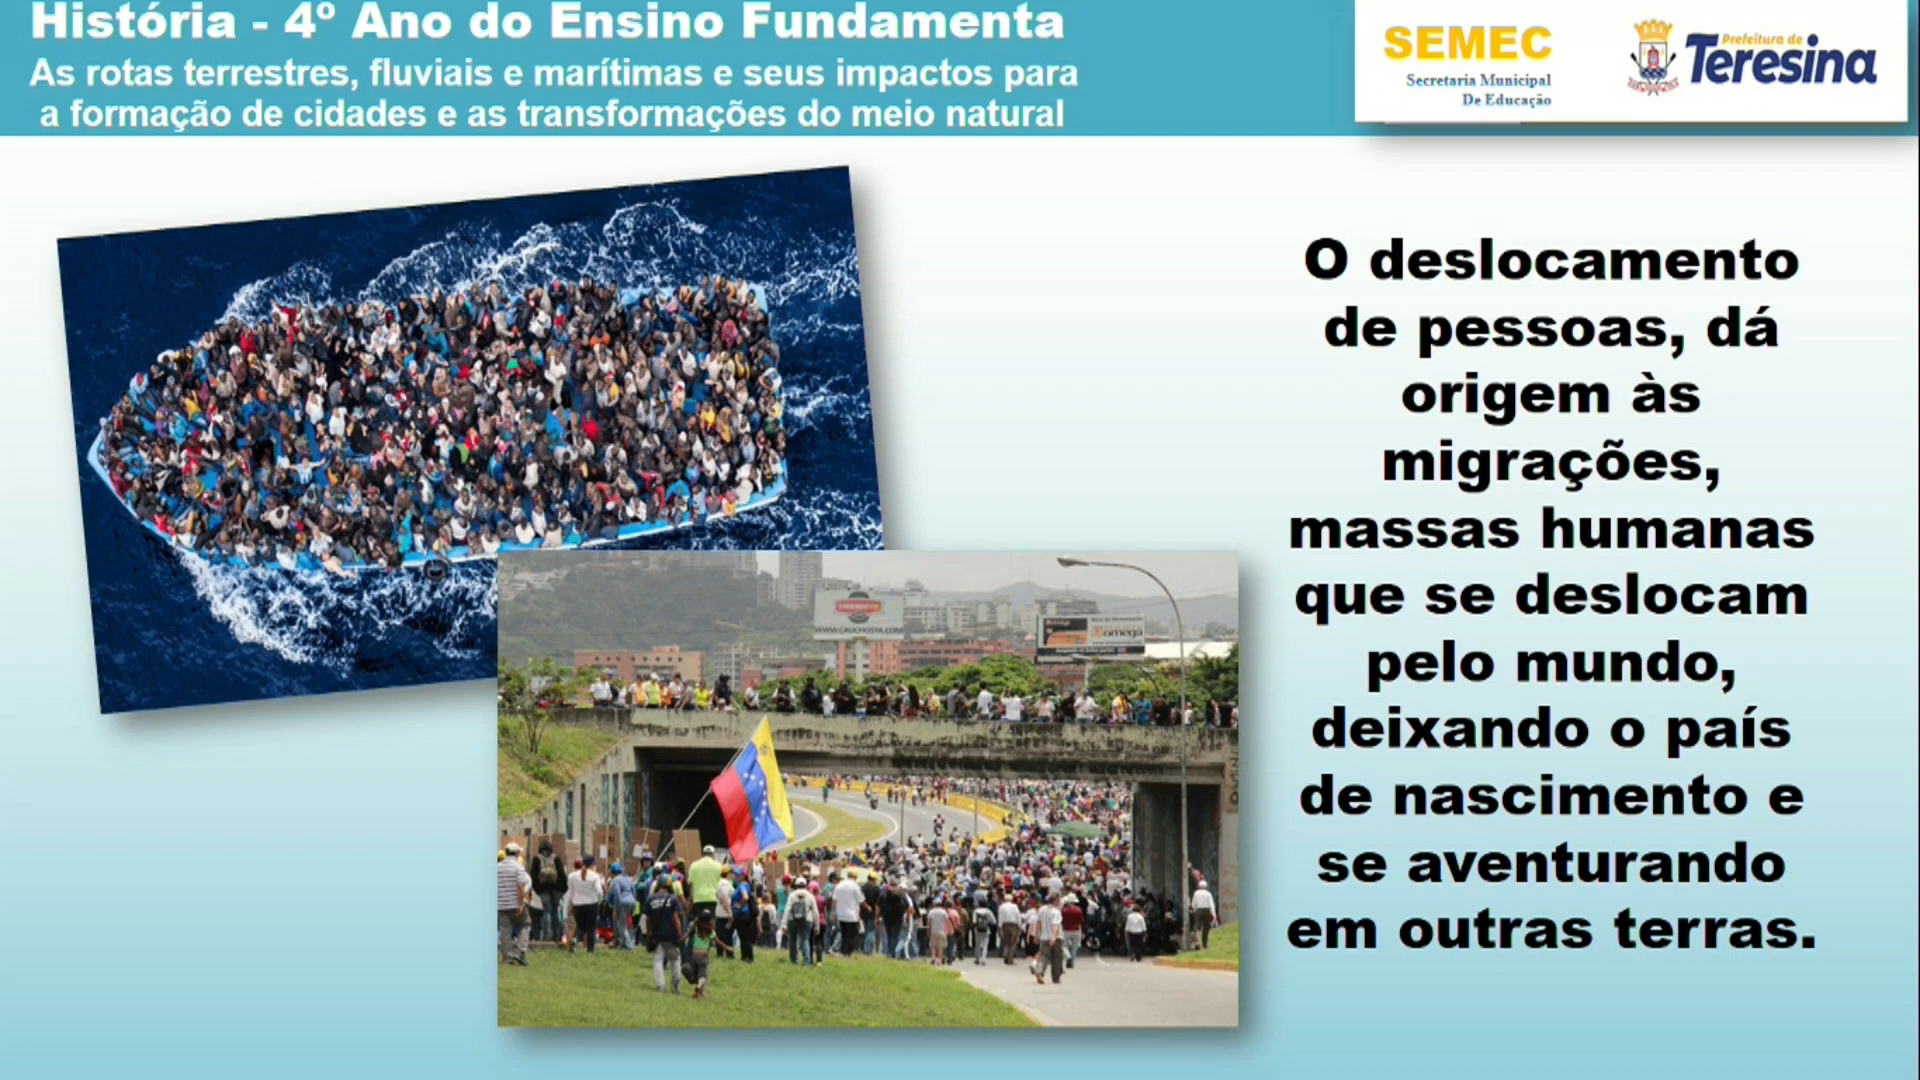 História - 4º Ano do Ensino Fundamenta
As rotas terrestres, fluviais e marítimas e seus impactos para
a formação de cidades e as transformações do meio natural
SEMEC
Secretaria Municipal
De Educação
Prefeitura de
Teresina
O deslocamento
de pessoas, dá
origem às
migrações,
massas humanas
que se deslocam
pelo mundo,
deixando o país
de nascimento e
se aventurando
em outras terras.
omega